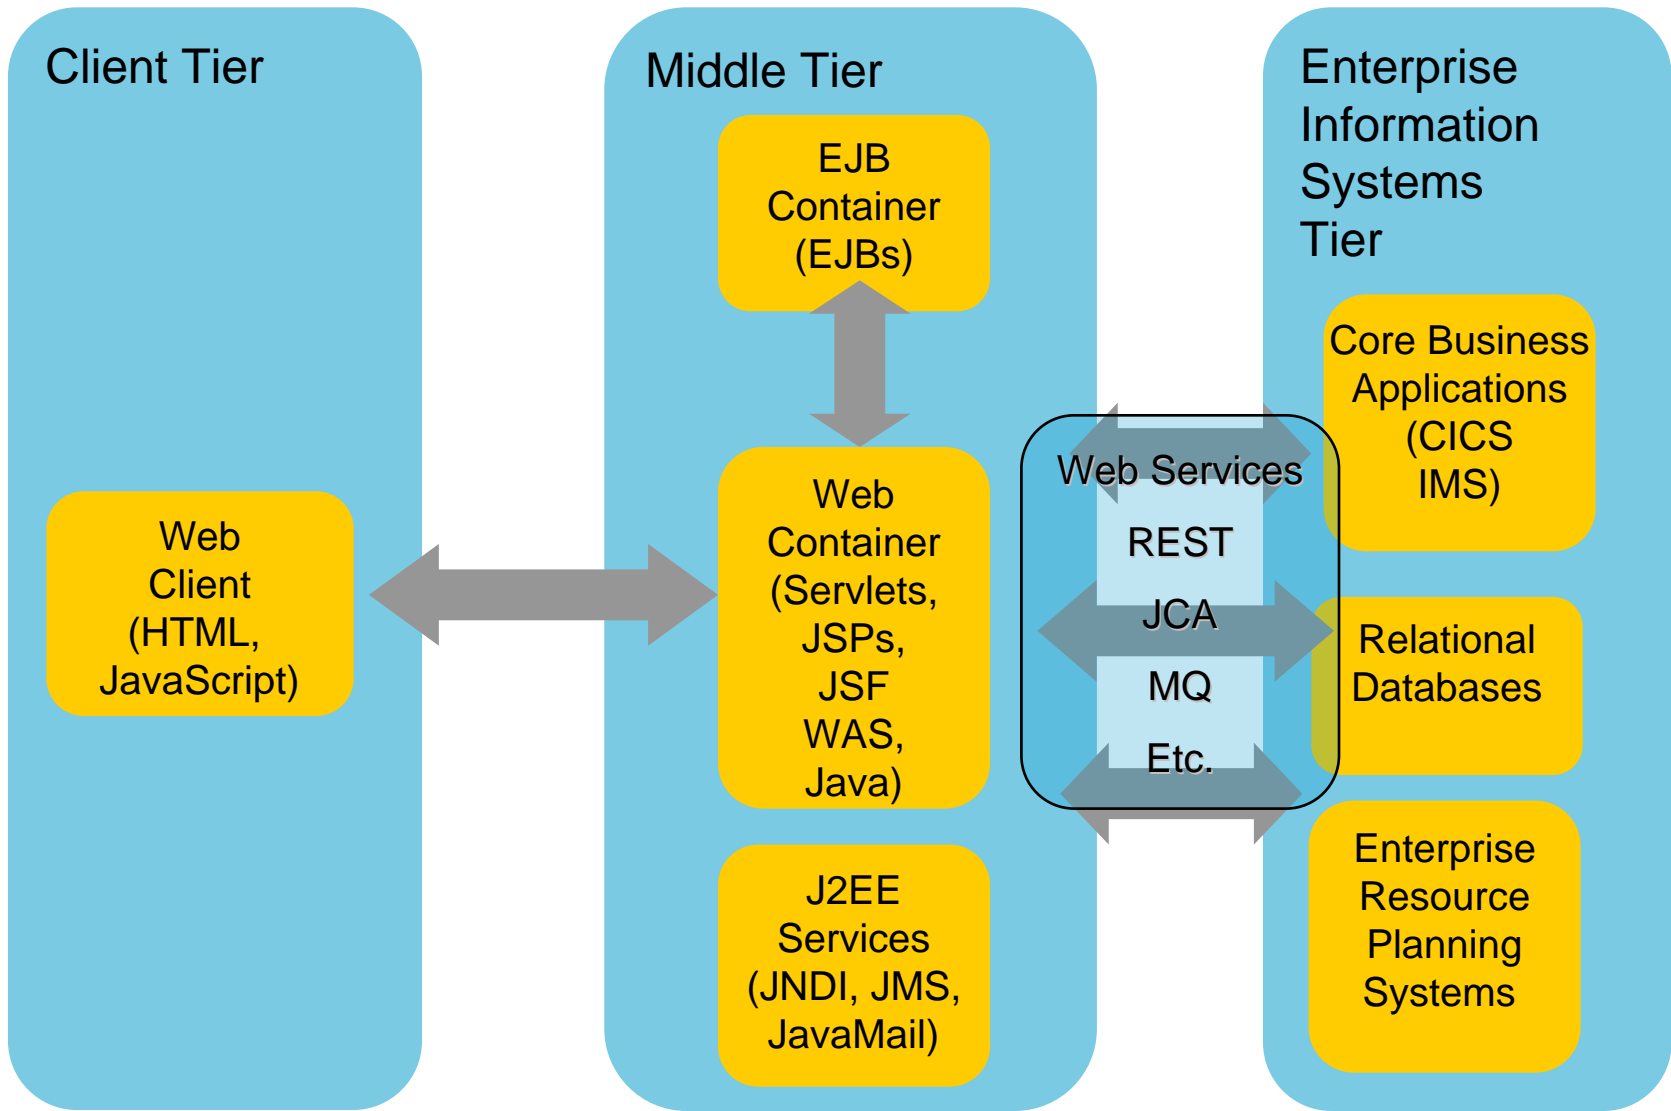 Client Tier
Web
Client
(HTML,
JavaScript)
Middle Tier
EJB
Container
(EJBs)
Web
Container
(Servlets,
JSPs,
JSF
WAS,
Java)
J2EE
Services
(JNDI, JMS,
JavaMail)
Web Services
REST
JCA
MQ
Etc.
Enterprise
Information
Systems
Tier
Core Business
Applications
(CICS
IMS)
Relational
Databases
Enterprise
Resource
Planning
Systems